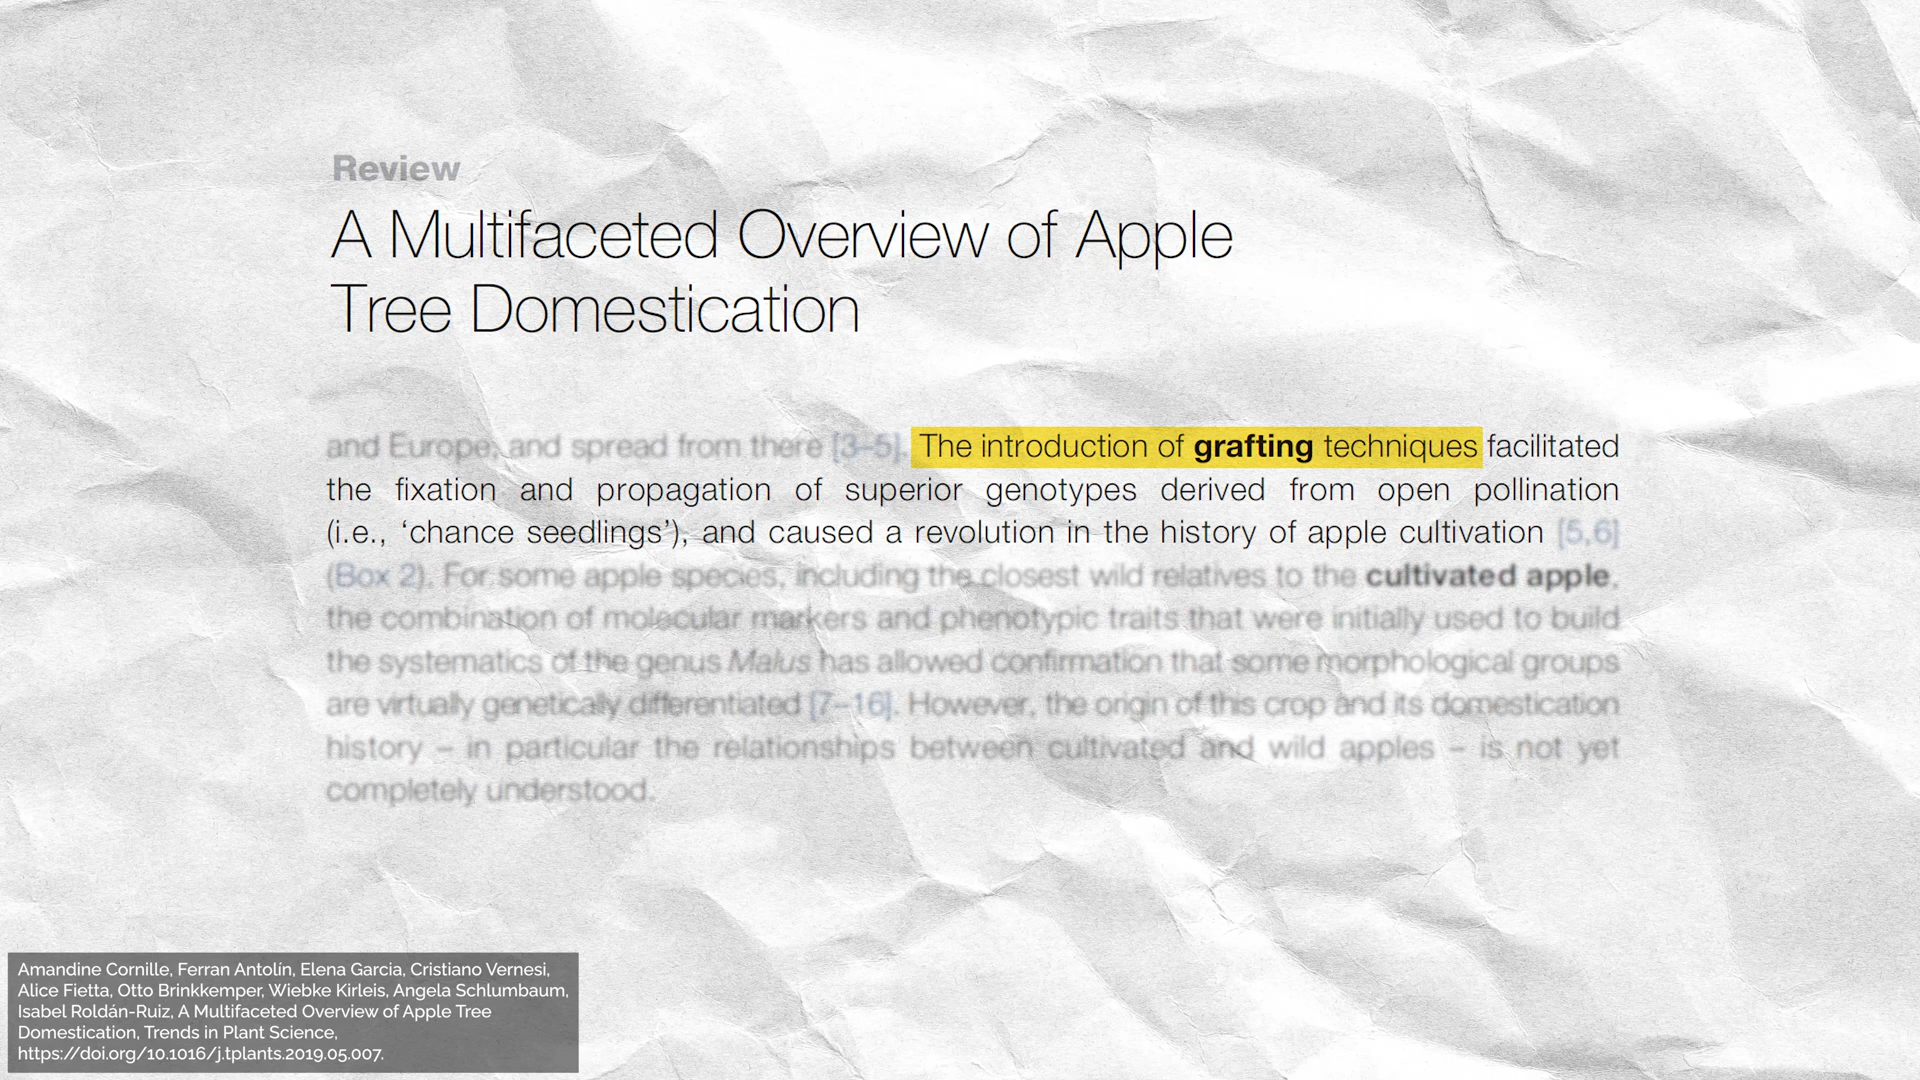 Review
A Multifaceted Overview of Apple
Tree Domestication
and Europe, and spread from there [3–5]. The introduction of grafting techniques facilitated
the fixation and propagation of superior genotypes derived from open pollination
(i.e., ‘chance seedlings’), and caused a revolution in the history of apple cultivation [5,6]
(Box 2). For some apple species, including the closest wild relatives to the cultivated apple,
the combination of molecular markers and phenotypic traits that were initially used to build
the systematics of the genus Malus has allowed confirmation that some morphological groups
are virtually genetically differentiated [7–16]. However, the origin of this crop and its domestication
history – in particular the relationships between cultivated and wild apples – is not yet
completely understood.
Amandine Cornille, Ferran Antolín, Elena Garcia, Cristiano Vernesi,
Alice Fietta, Otto Brinkkemper, Wiebke Kirleis, Angela Schlumbaum,
Isabel Roldán-Ruiz, A Multifaceted Overview of Apple Tree
Domestication, Trends in Plant Science,
https://doi.org/10.1016/j.tplants.2019.05.007.